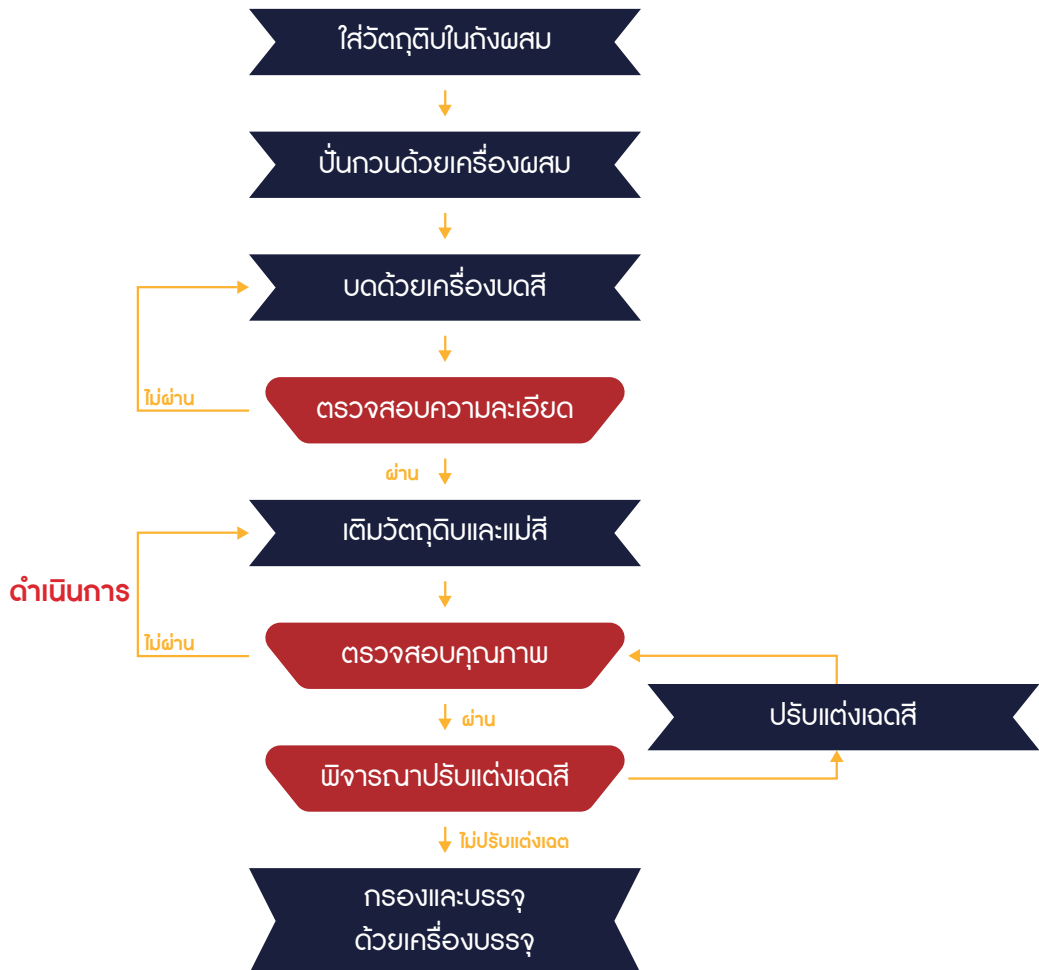 ใส่วัตถุติบในถังผสม
ปั่นกวนด้วยเครื่องผสม
บดด้วยเครื่องบดสี
ไม่ผ่าน
ตรวจสอบความละเอียด
ผ่าน
เติมวัตถุดิบและแม่สี
ดำเนินการ
ไม่ผ่าน
ตรวจสอบคุณภาพ
ปรับแต่งเฉดสี
ผ่าน
พิจารณาปรับแต่งเฉดสี
ไม่ปรับแต่งเฉต
กรองและบรรจุ
ด้วยเครื่องบรรจุ